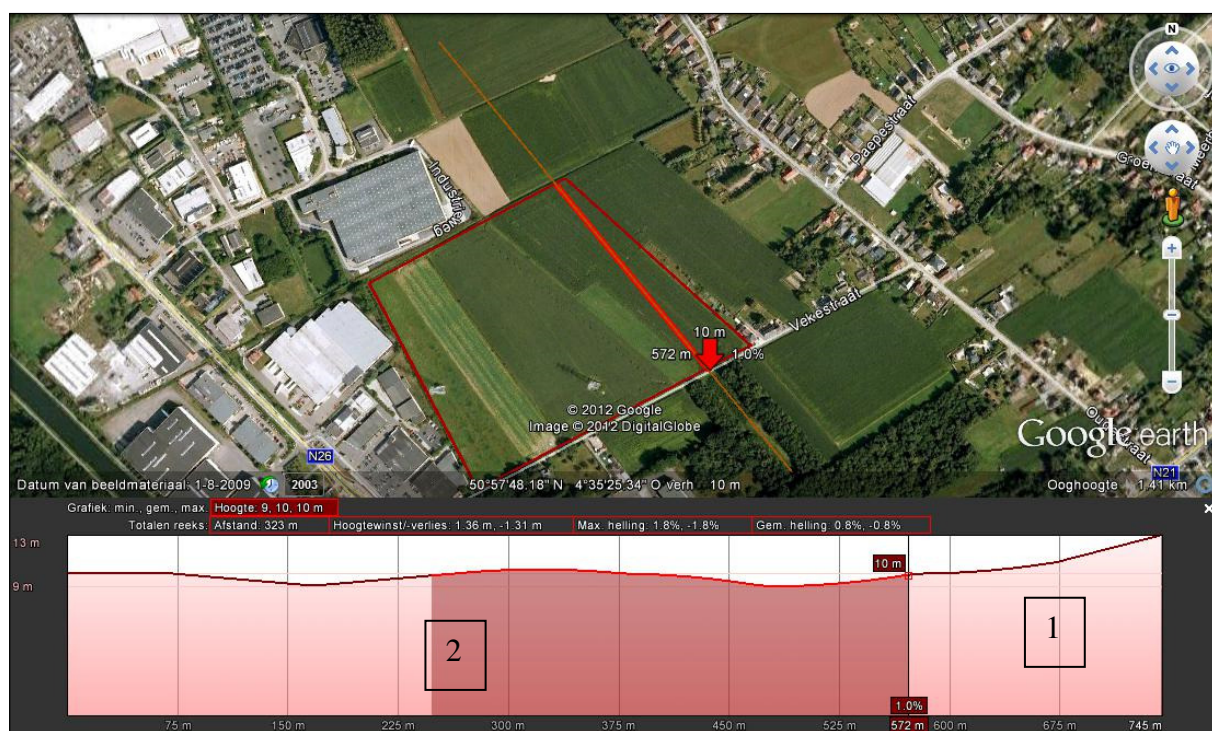 N
Industrieweg
Daepestraat
Vekestraat
10 m
572 m 1.0%
© 2012 Google
Image © 2012 DigitalGlobe
Google earth
N26
N21
Datum van beeldmateriaal: 1-8-2009 2003 50°57'48.18" N 4°35'25.34" O verh 10 m Ooghoogte 1.41 km
Grafiek: min., gem., max. Hoogte: 9, 10, 10 m
Totalen reeks: Afstand: 323 m Hoogtewinst/-verlies: 1.36 m, -1.31 m Max. helling: 1.8%, -1.8% Gem. helling: 0.8%, -0.8%
13 m
10 m
9 m
1
2
1.0%
75 m 150 m 225 m 300 m 375 m 450 m 525 m 572 m 600 m 675 m 745 m